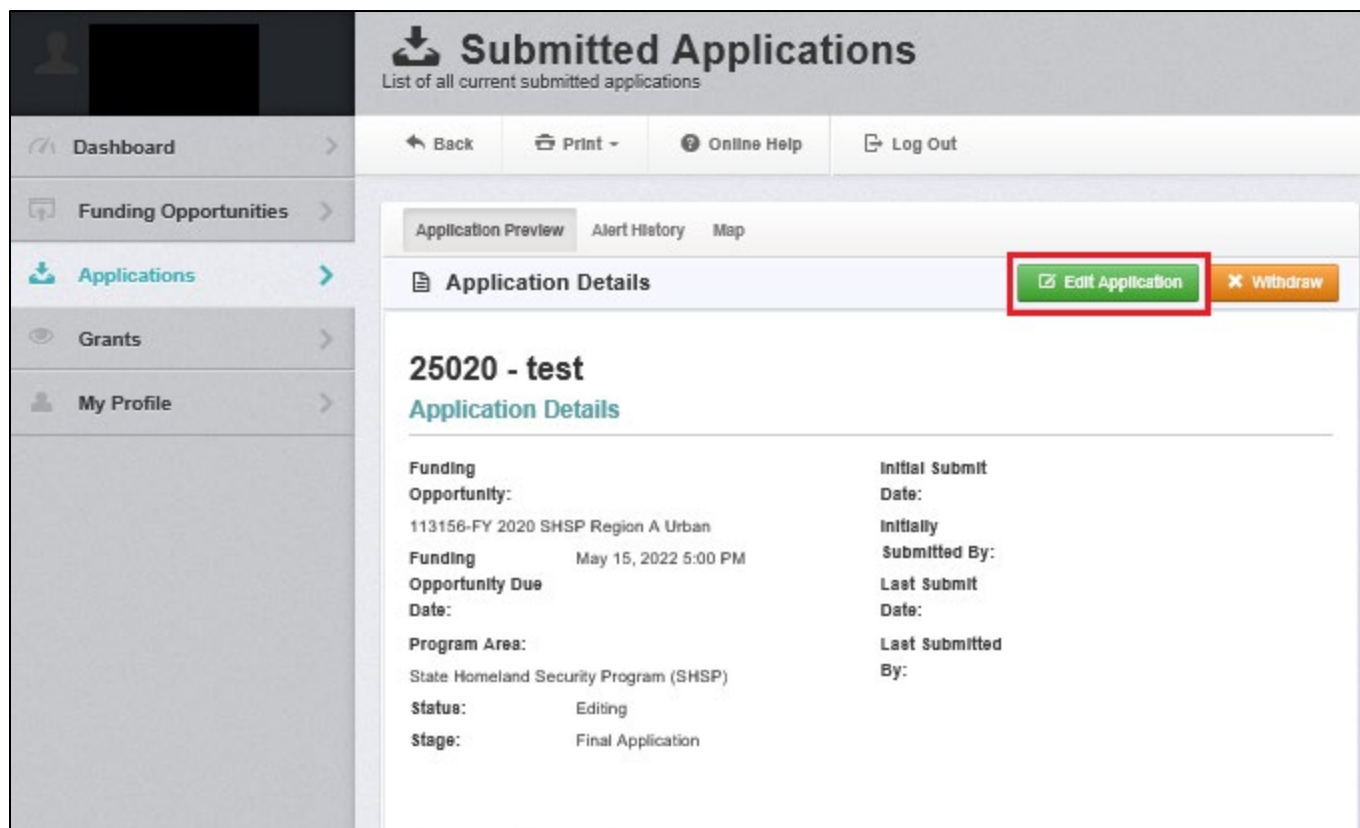 Submitted Applications
List of all current submitted applications
Dashboard
Funding Opportunities
Applications
Grants
My Profile
Back
Print
Online Help
Log Out
Application Preview
Alert History
Map
Application Details
Edit Application
Withdraw
25020 - test
Application Details
Funding
Opportunity:
113156-FY 2020 SHSP Region A Urban
Funding May 15, 2022 5:00 PM
Opportunity Due
Date:
Program Area:
State Homeland Security Program (SHSP)
Status: Editing
Stage: Final Application
Initial Submit
Date:
Initially
Submitted By:
Last Submit
Date:
Last Submitted
By: